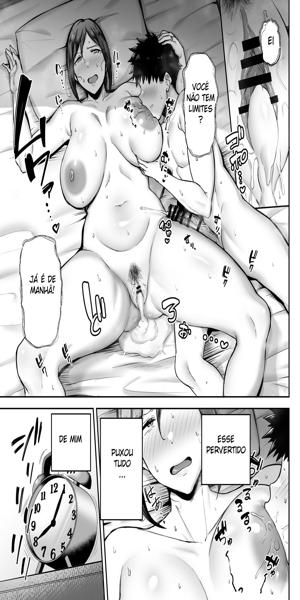 EI
VOCÊ
NÃO TEM
LIMITES
?
JÁ É DE
MANHÃ!
ESSE
PERVERTIDO
PUXOU
TUDO
...
DE MIM